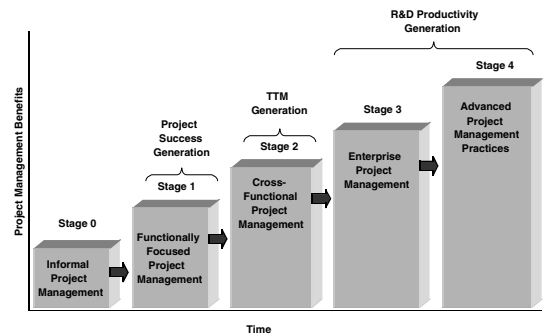 R&D Productivity
Generation
Stage 4
TTM
Generation
Stage 3
Project
Success
Generation
Stage 2
Stage 1
Stage 0
Advanced
Project
Management
Practices
Enterprise
Project
Management
Cross-
Functional
Project
Management
Functionally
Focused
Project
Management
Informal
Project
Management
Project Management Benefits
Time